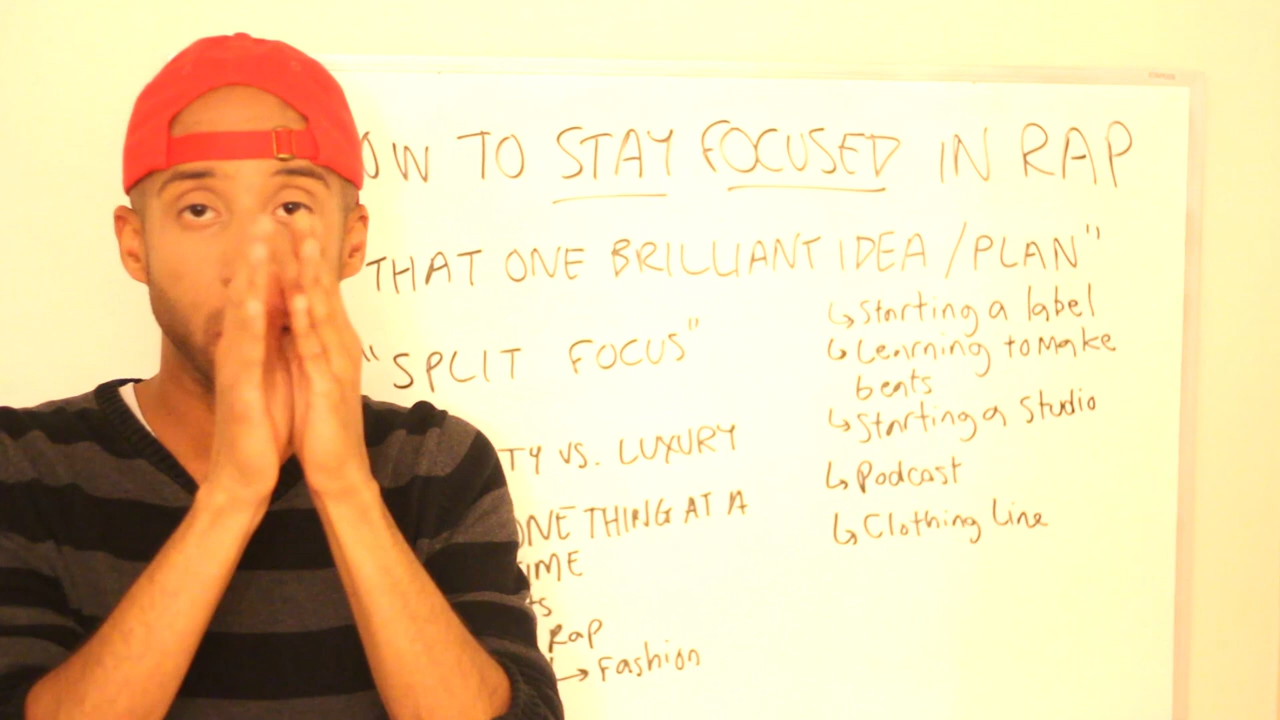 OW TO STAY FOCUSED IN RAP
"THAT ONE BRILLIANT IDEA / PLAN"
↳ Starting a label
↳ Learning to make
beats
↳ Starting a Studio
↳ Podcast
↳ Clothing Line
"SPLIT FOCUS"
TY VS. LUXURY
ONE THING AT A
IME
ts
Rap
↳ Fashion